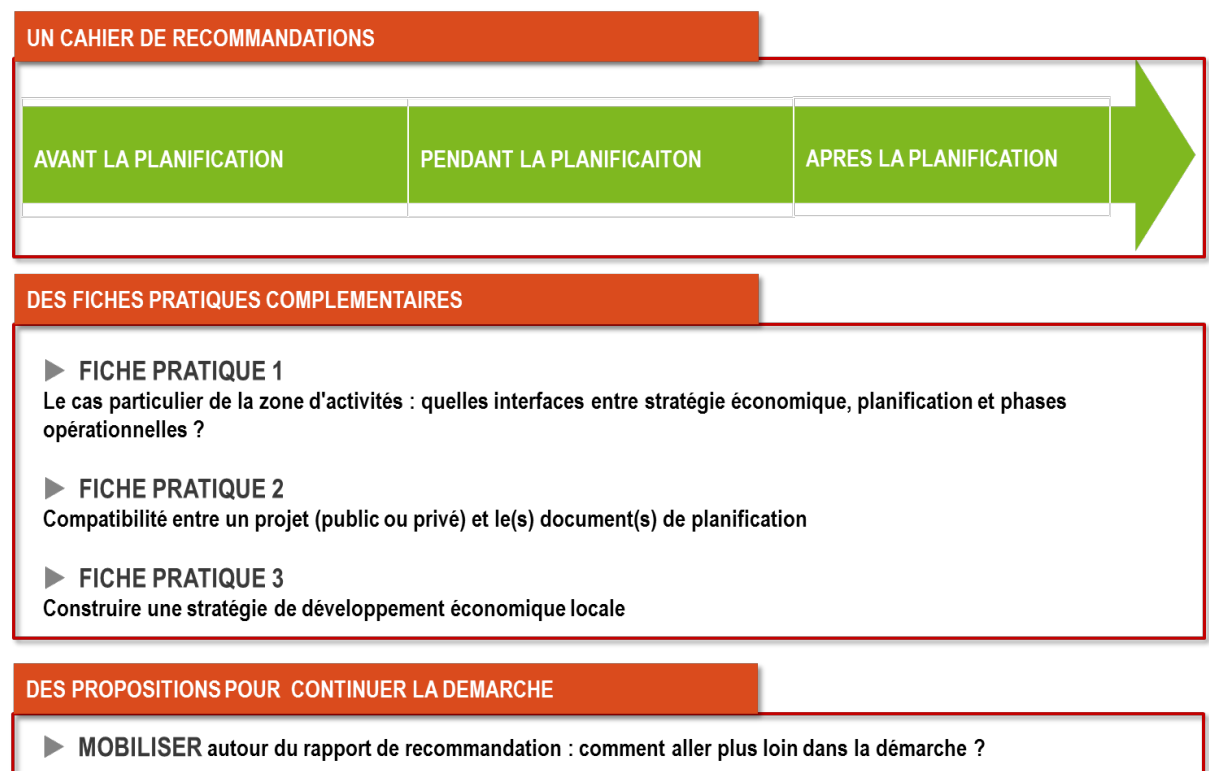 UN CAHIER DE RECOMMANDATIONS
AVANT LA PLANIFICATION
PENDANT LA PLANIFICAITON
APRES LA PLANIFICATION
DES FICHES PRATIQUES COMPLEMENTAIRES
FICHE PRATIQUE 1
Le cas particulier de la zone d'activités : quelles interfaces entre stratégie économique, planification et phases
opérationnelles ?
FICHE PRATIQUE 2
Compatibilité entre un projet (public ou privé) et le(s) document(s) de planification
FICHE PRATIQUE 3
Construire une stratégie de développement économique locale
DES PROPOSITIONS POUR CONTINUER LA DEMARCHE
MOBILISER autour du rapport de recommandation : comment aller plus loin dans la démarche ?